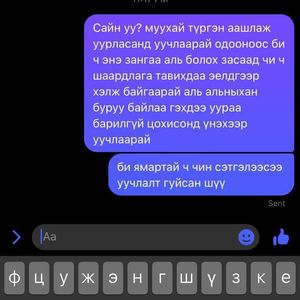 Сайн уу? муухай түргэн аашлаж
уурласанд уучлаарай одооноос би
ч энэ зангаа аль болох засаад чи ч
шаардлага тавихдаа эелдгээр
хэлж байгаарай аль альныхан
буруу байлаа гэхдээ уураа
барилгүй цохисонд үнэхээр
уучлаарай
би ямартай ч чин сэтгэлээсээ
уучлалт гуйсан шүү
Sent
Aa
ф ц у ж э н г ш ү з к е